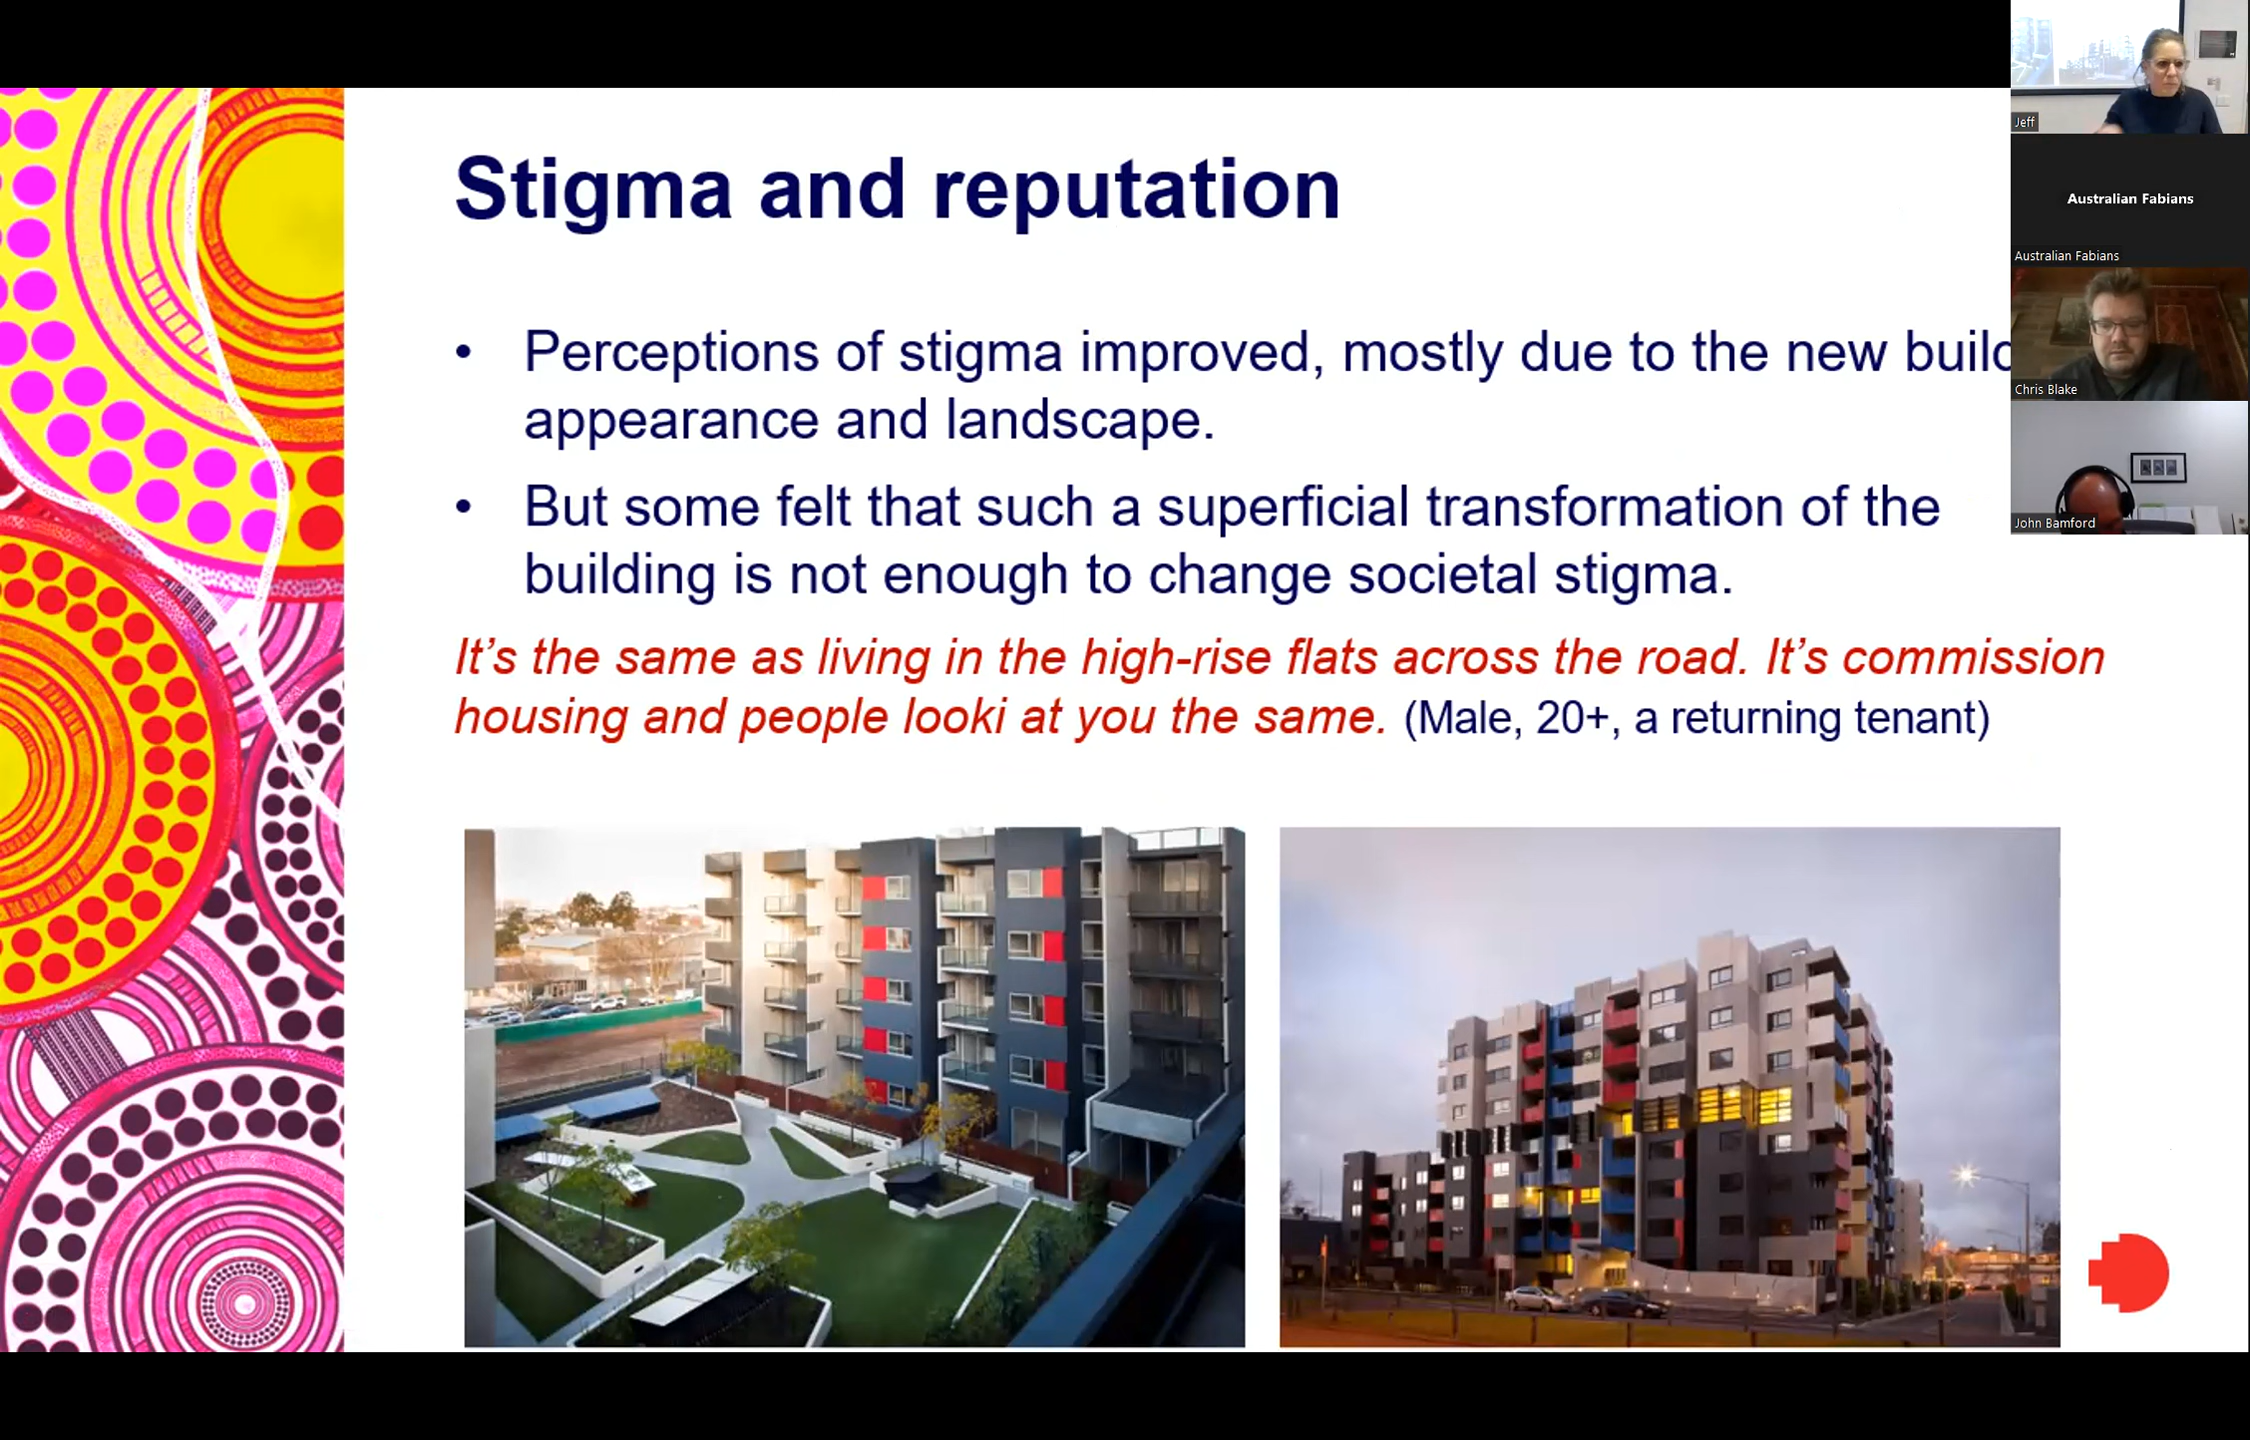 Stigma and reputation
• Perceptions of stigma improved, mostly due to the new
appearance and landscape.
• But some felt that such a superficial transformation of the
building is not enough to change societal stigma.
It’s the same as living in the high-rise flats across the road. It’s commission
housing and people looki at you the same. (Male, 20+, a returning tenant)
Jeff
Australian Fabians
Australian Fabians
Chris Blake
John Bamford